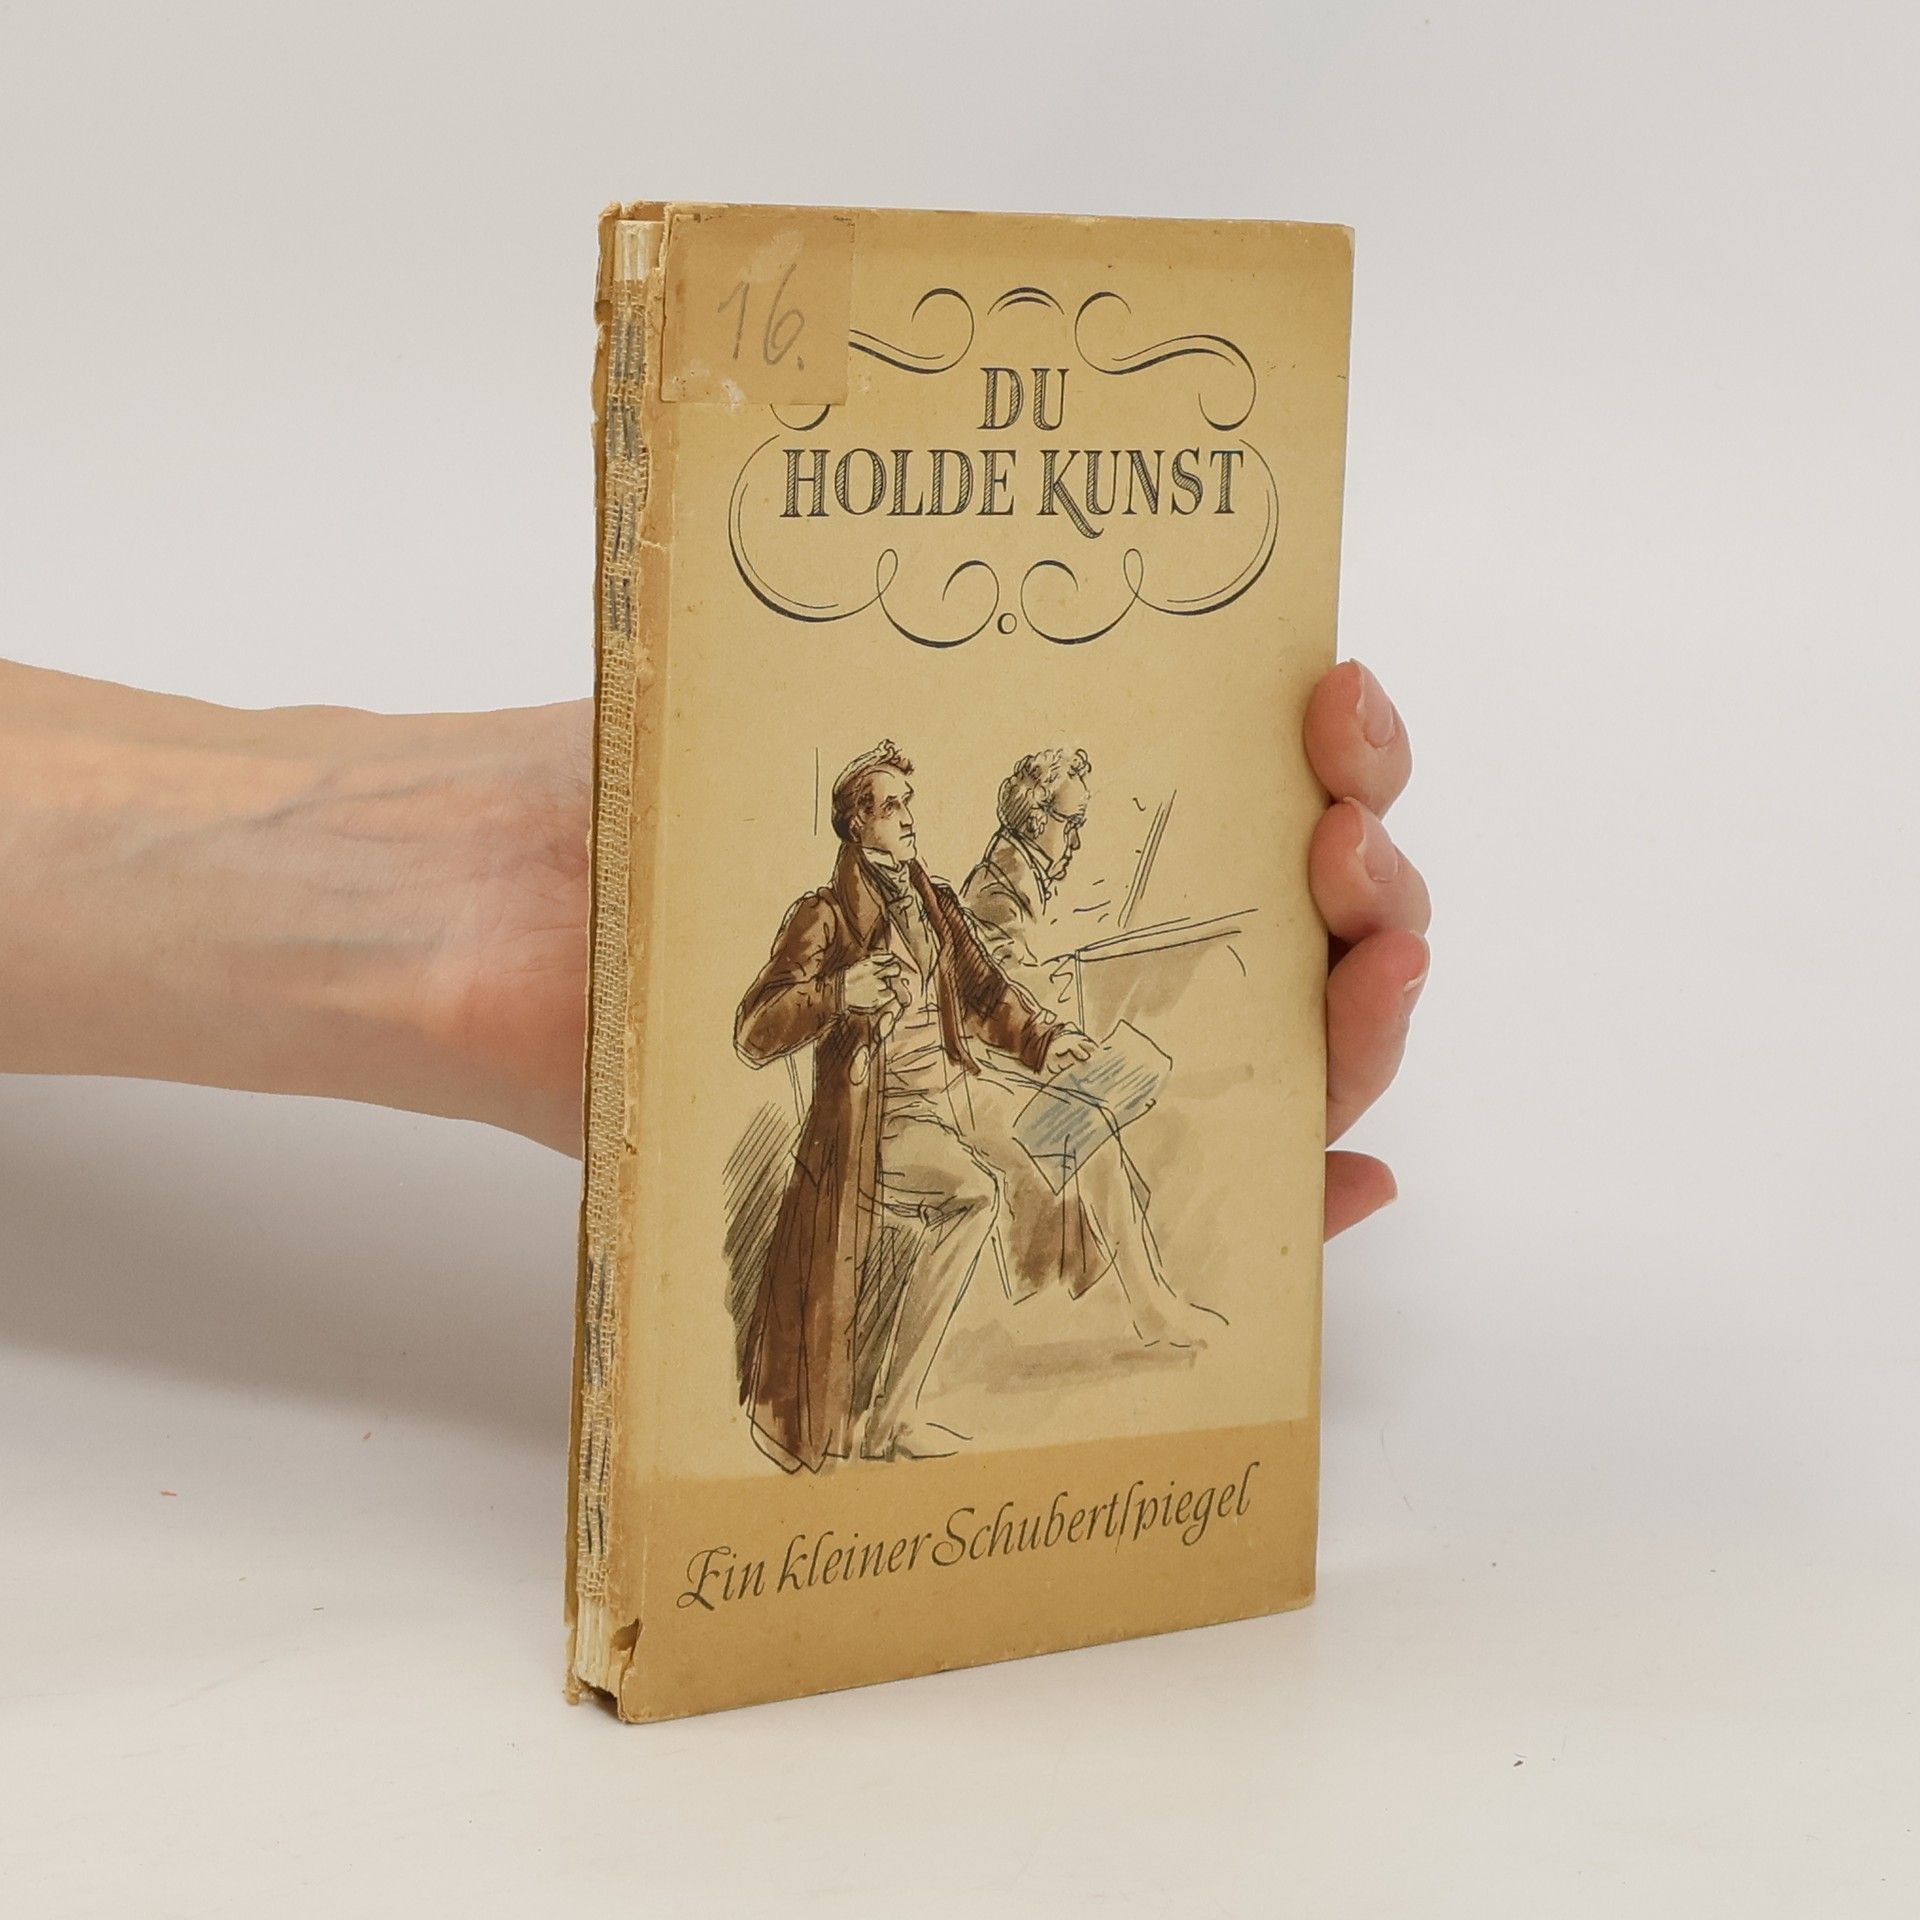 16.
DU
HOLDE KUNST
Ein kleiner Schubertſpiegel